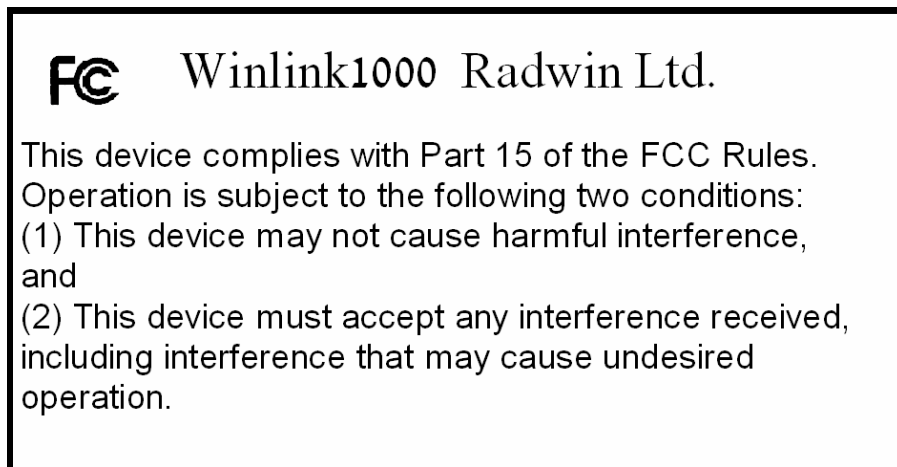 FC Winlink1000 Radwin Ltd.
This device complies with Part 15 of the FCC Rules.
Operation is subject to the following two conditions:
(1) This device may not cause harmful interference,
and
(2) This device must accept any interference received,
including interference that may cause undesired
operation.